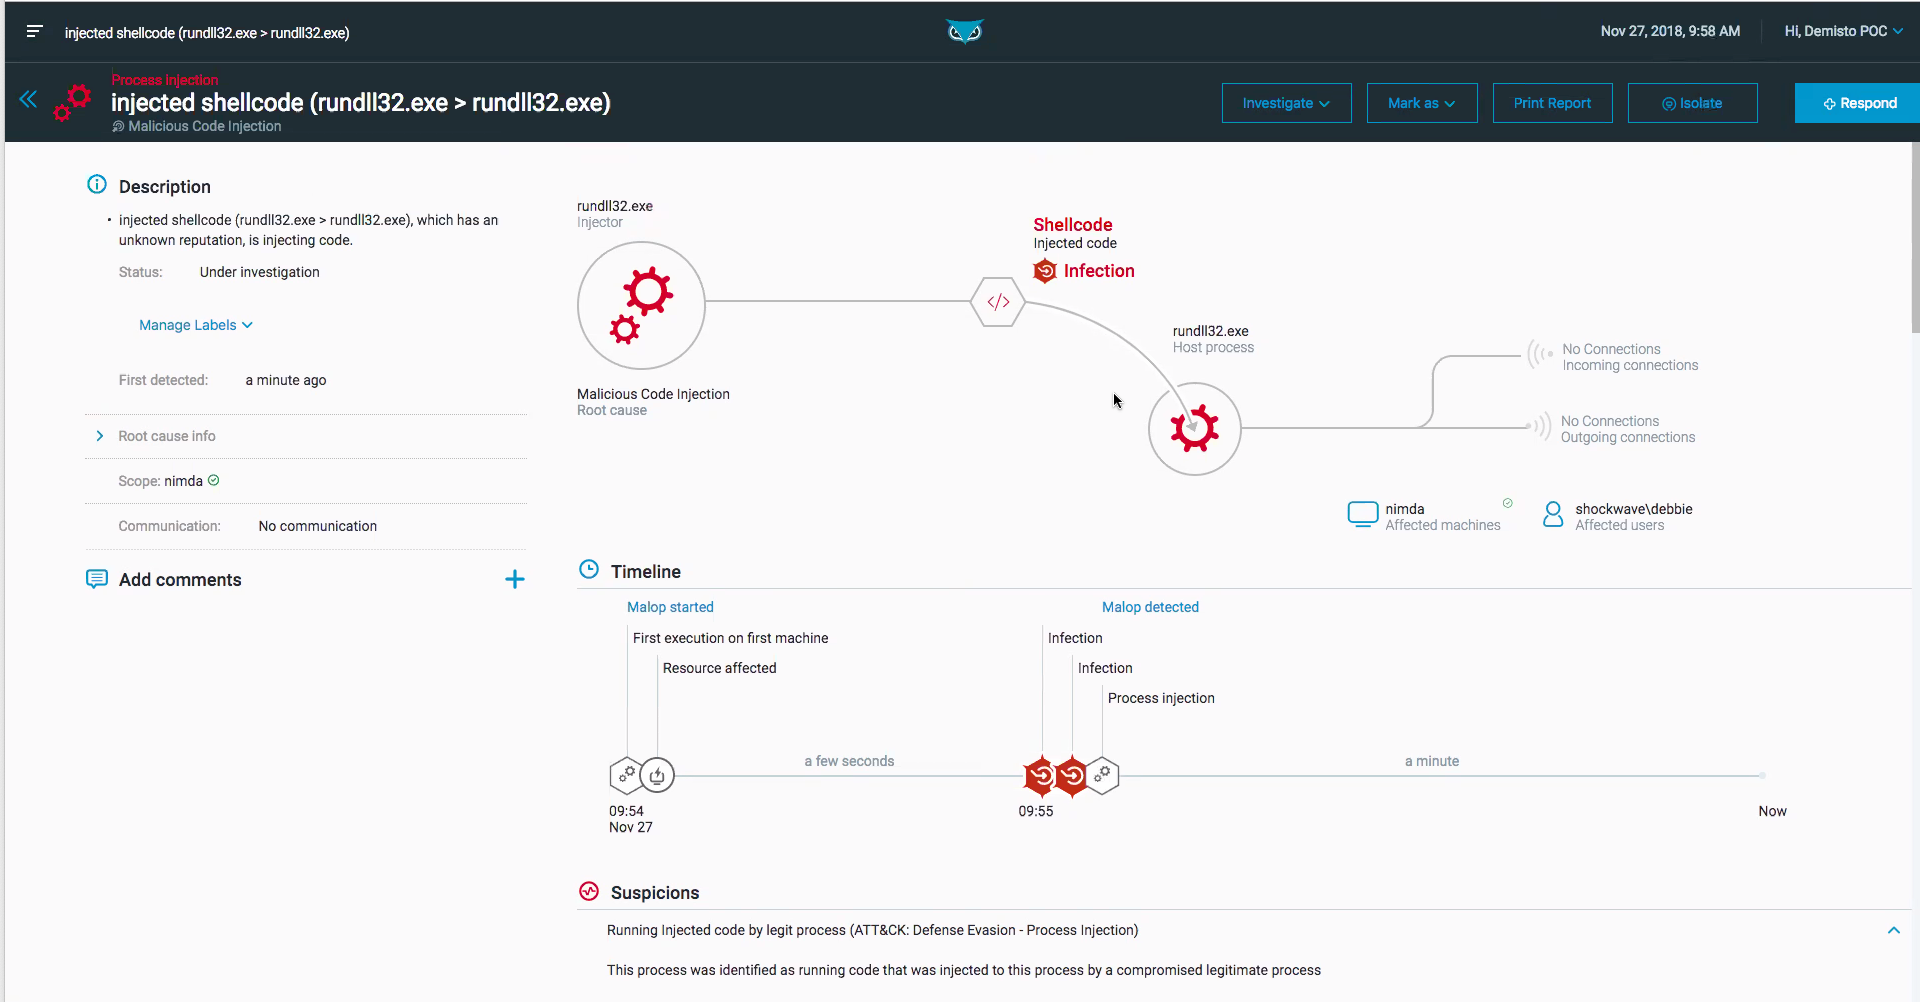 injected shellcode (rundll32.exe > rundll32.exe)
Nov 27, 2018, 9:58 AM
Hi, Demisto POC
Process Injection
injected shellcode (rundll32.exe > rundll32.exe)
Malicious Code Injection
Investigate
Mark as
Print Report
Isolate
Respond
Description
• injected shellcode (rundll32.exe > rundll32.exe), which has an
unknown reputation, is injecting code.
Status: Under investigation
Manage Labels
First detected: a minute ago
Root cause info
Scope: nimda
Communication: No communication
Add comments
rundll32.exe
Injector
Malicious Code Injection
Root cause
Shellcode
Injected code
Infection
</>
rundll32.exe
Host process
No Connections
Incoming connections
No Connections
Outgoing connections
nimda
Affected machines
shockwave\debbie
Affected users
Timeline
Malop started
Malop detected
First execution on first machine
Infection
Resource affected
Infection
Process injection
a few seconds
a minute
09:54
Nov 27
09:55
Now
Suspicions
Running Injected code by legit process (ATT&CK: Defense Evasion - Process Injection)
This process was identified as running code that was injected to this process by a compromised legitimate process